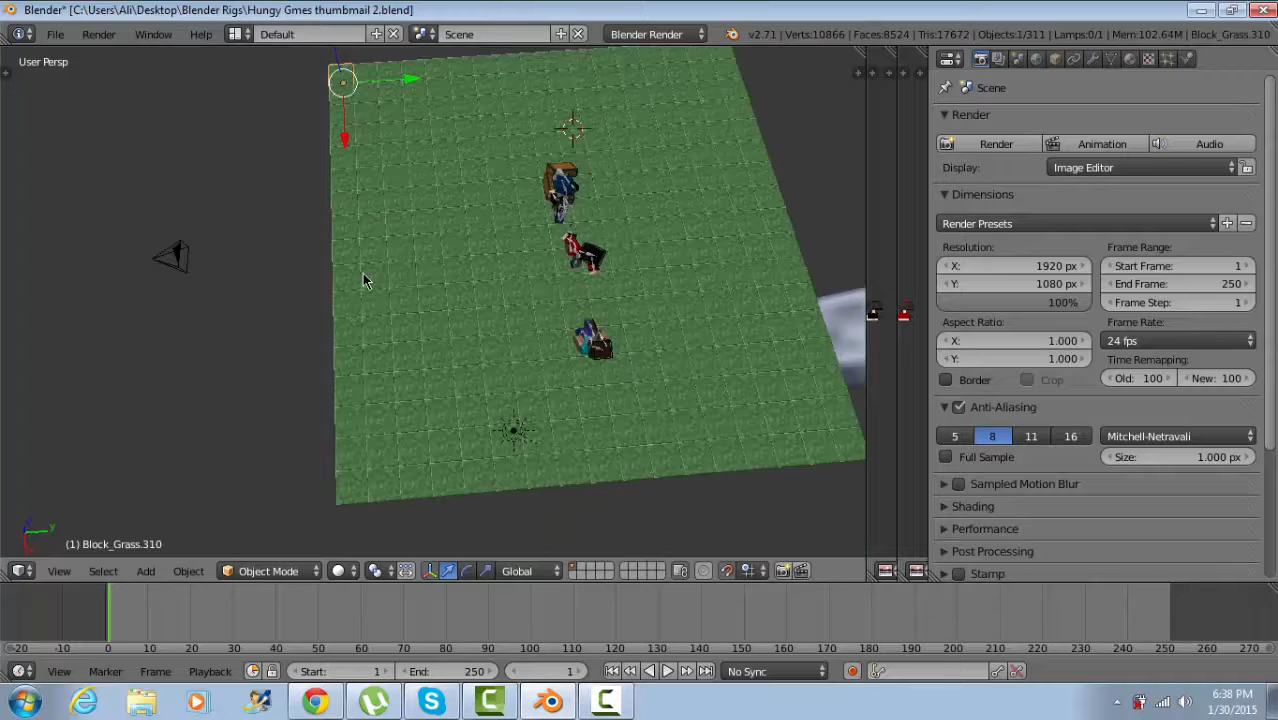 Blender* [C:\Users\Ali\Desktop\Blender Rigs\Hungy Gmes thumbmail 2.blend]
File Render Window Help Default Scene Blender Render v2.71 | Verts:10866 | Faces:8524 | Tris:17672 | Objects:1/311 | Lamps:0/1 | Mem:102.64M | Block_Grass.310
User Persp
Scene
Render
Render Animation Audio
Display: Image Editor
Dimensions
Render Presets
Resolution: Frame Range:
X: 1920 px Start Frame: 1
Y: 1080 px End Frame: 250
100% Frame Step: 1
Aspect Ratio: Frame Rate:
X: 1.000 24 fps
Y: 1.000 Time Remapping:
Border Crop Old: 100 New: 100
Anti-Aliasing
5 8 11 16 Mitchell-Netravali
Full Sample Size: 1.000 px
Sampled Motion Blur
Shading
Performance
Post Processing
Stamp
y
(1) Block_Grass.310
View Select Add Object Object Mode Global
-20 -10 0 10 20 30 40 50 60 70 80 90 100 110 120 130 140 150 160 170 180 190 200 210 220 230 240 250 260 270
View Marker Frame Playback Start: 1 End: 250 1 No Sync
6:38 PM
1/30/2015